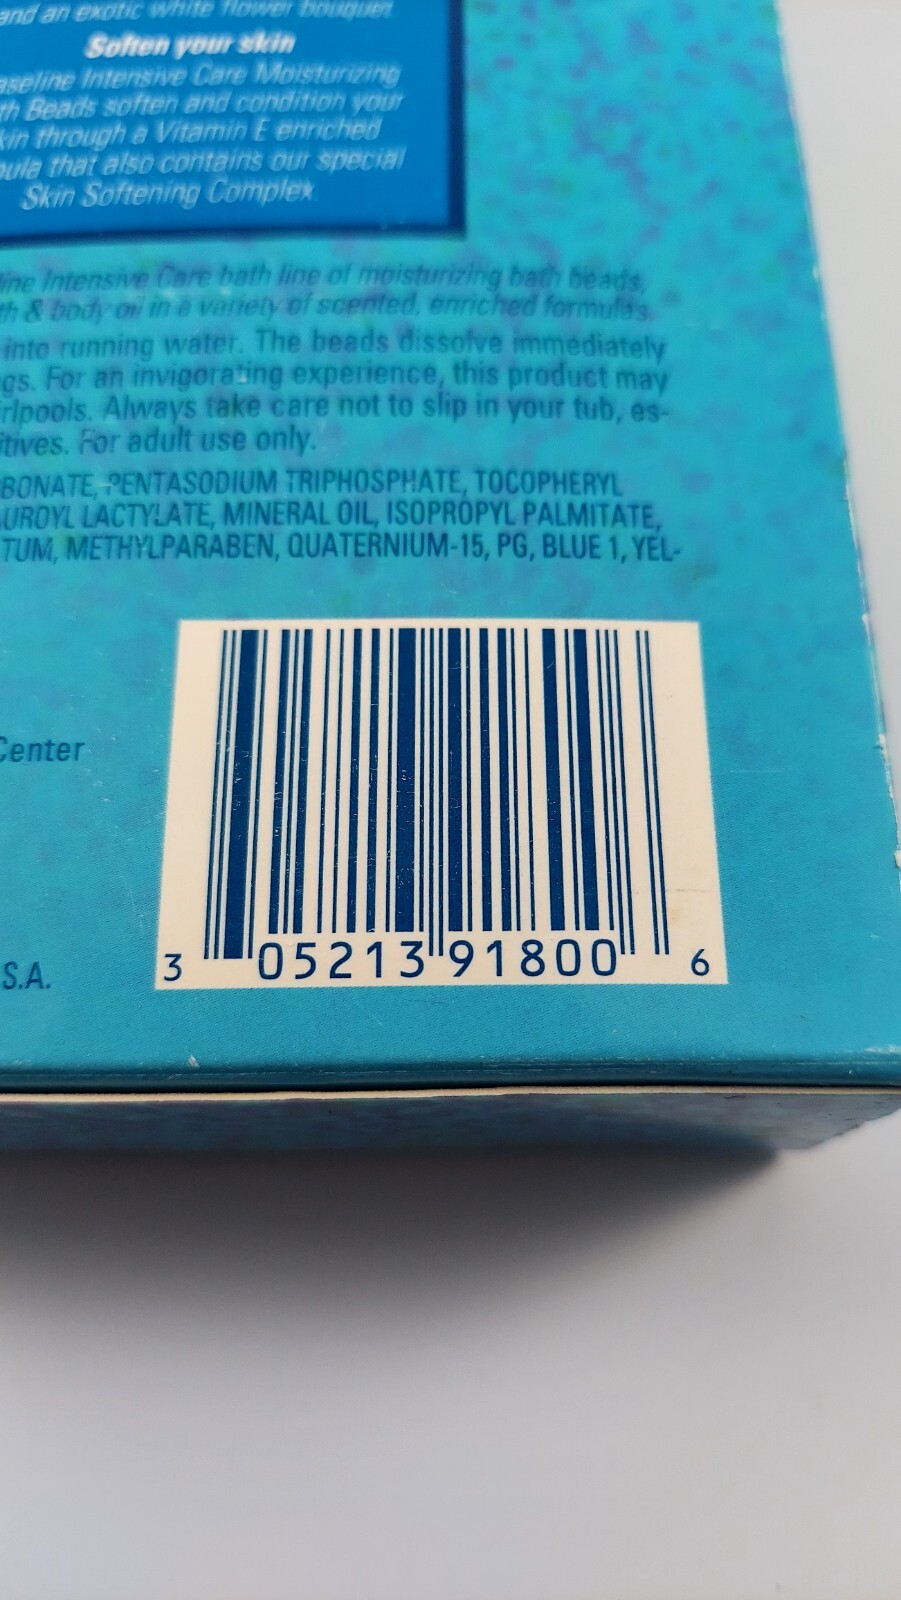 and an exotic white flower bouquet.
Soften your skin
aseline Intensive Care Moisturizing
th Beads soften and condition your
kin through a Vitamin E enriched
ula that also contains our special
Skin Softening Complex.
line Intensive Care bath line of moisturizing bath beads,
th & body oil in a variety of scented, enriched formulas.
into running water. The beads dissolve immediately
gs. For an invigorating experience, this product may
irlpools. Always take care not to slip in your tub, es-
itives. For adult use only.
BONATE, PENTASODIUM TRIPHOSPHATE, TOCOPHERYL
AUROYL LACTYLATE, MINERAL OIL, ISOPROPYL PALMITATE,
TUM, METHYLPARABEN, QUATERNIUM-15, PG, BLUE 1, YEL-
Center
S.A.
3 05213 91800 6